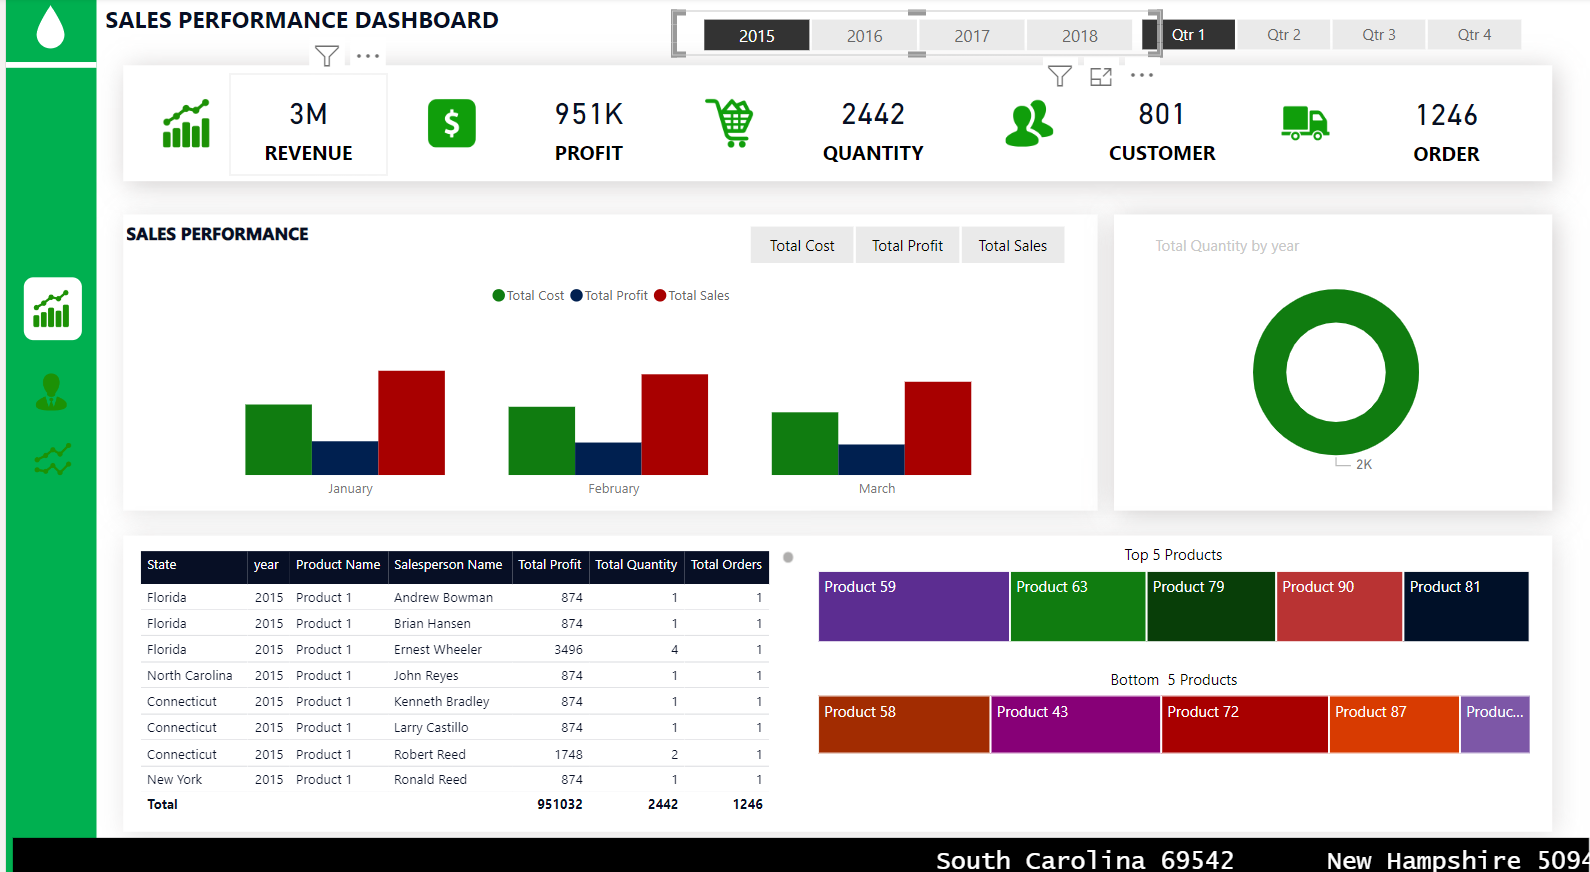 SALES PERFORMANCE DASHBOARD
2015 2016 2017 2018 Qtr 1 Qtr 2 Qtr 3 Qtr 4
3M 951K 2442 801 1246
REVENUE PROFIT QUANTITY CUSTOMER ORDER
SALES PERFORMANCE
Total Cost Total Profit Total Sales
Total Cost Total Profit Total Sales
January February March
Total Quantity by year
2K
State year Product Name Salesperson Name Total Profit Total Quantity Total Orders
Florida 2015 Product 1 Andrew Bowman 874 1 1
Florida 2015 Product 1 Brian Hansen 874 1 1
Florida 2015 Product 1 Ernest Wheeler 3496 4 1
North Carolina 2015 Product 1 John Reyes 874 1 1
Connecticut 2015 Product 1 Kenneth Bradley 874 1 1
Connecticut 2015 Product 1 Larry Castillo 874 1 1
Connecticut 2015 Product 1 Robert Reed 1748 2 1
New York 2015 Product 1 Ronald Reed 874 1 1
Total 951032 2442 1246
Top 5 Products
Product 59 Product 63 Product 79 Product 90 Product 81
Bottom 5 Products
Product 58 Product 43 Product 72 Product 87 Produc...
South Carolina 69542 New Hampshire 5094